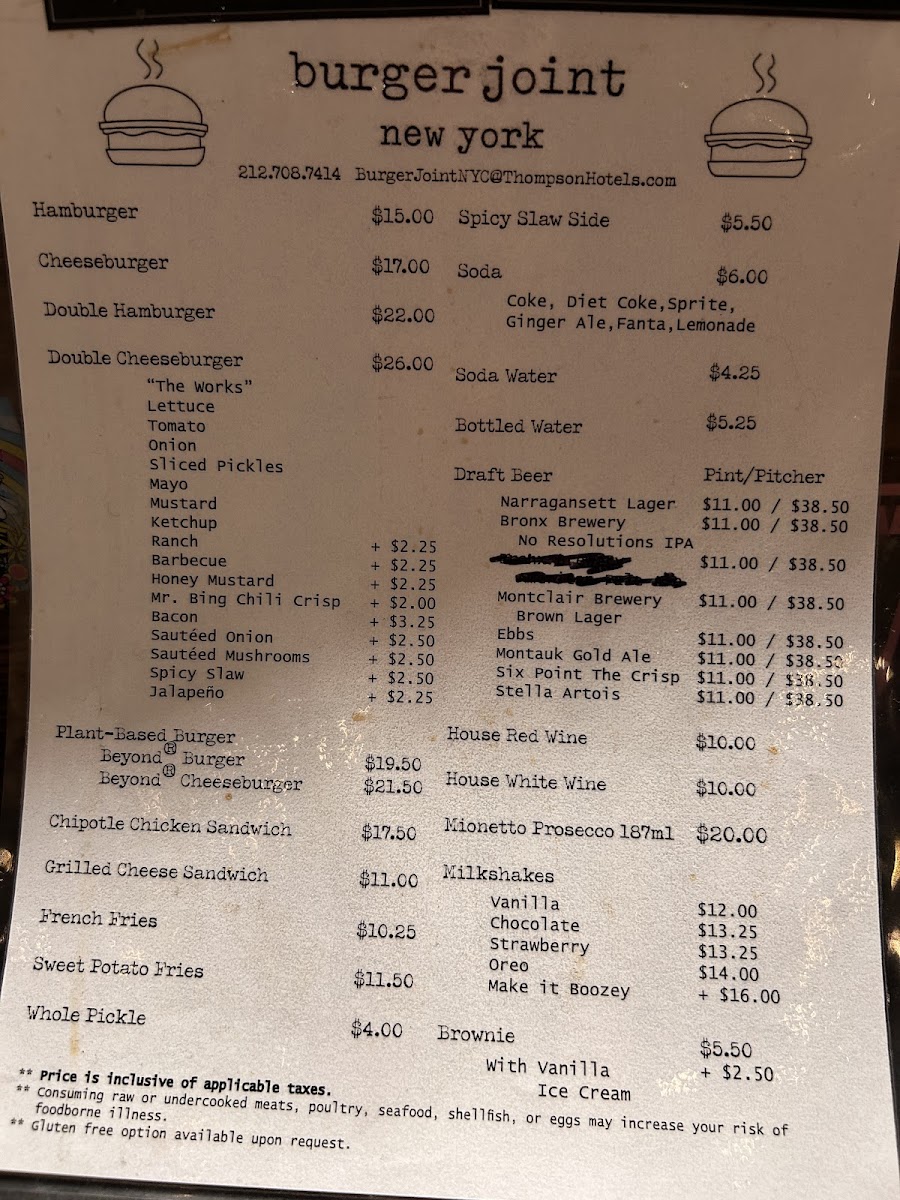 burger joint
new york
212.708.7414 BurgerJointNYC@ThompsonHotels.com
Hamburger $15.00
Cheeseburger $17.00
Double Hamburger $22.00
Double Cheeseburger $26.00
"The Works"
Lettuce
Tomato
Onion
Sliced Pickles
Mayo
Mustard
Ketchup
Ranch + $2.25
Barbecue + $2.25
Honey Mustard + $2.25
Mr. Bing Chili Crisp + $2.00
Bacon + $3.25
Sautéed Onion + $2.50
Sautéed Mushrooms + $2.50
Spicy Slaw + $2.50
Jalapeño + $2.25
Plant-Based Burger
Beyond® Burger $19.50
Beyond® Cheeseburger $21.50
Chipotle Chicken Sandwich $17.50
Grilled Cheese Sandwich $11.00
French Fries $10.25
Sweet Potato Fries $11.50
Whole Pickle $4.00
Spicy Slaw Side $5.50
Soda $6.00
Coke, Diet Coke,Sprite,
Ginger Ale,Fanta,Lemonade
Soda Water $4.25
Bottled Water $5.25
Draft Beer Pint/Pitcher
Narragansett Lager $11.00 / $38.50
Bronx Brewery $11.00 / $38.50
No Resolutions IPA
$11.00 / $38.50
Montclair Brewery $11.00 / $38.50
Brown Lager
Ebbs $11.00 / $38.50
Montauk Gold Ale $11.00 / $38.50
Six Point The Crisp $11.00 / $38.50
Stella Artois $11.00 / $38.50
House Red Wine $10.00
House White Wine $10.00
Mionetto Prosecco 187ml $20.00
Milkshakes
Vanilla $12.00
Chocolate $13.25
Strawberry $13.25
Oreo $14.00
Make it Boozey + $16.00
Brownie $5.50
With Vanilla + $2.50
Ice Cream
** Price is inclusive of applicable taxes.
** Consuming raw or undercooked meats, poultry, seafood, shellfish, or eggs may increase your risk of
foodborne illness.
** Gluten free option available upon request.